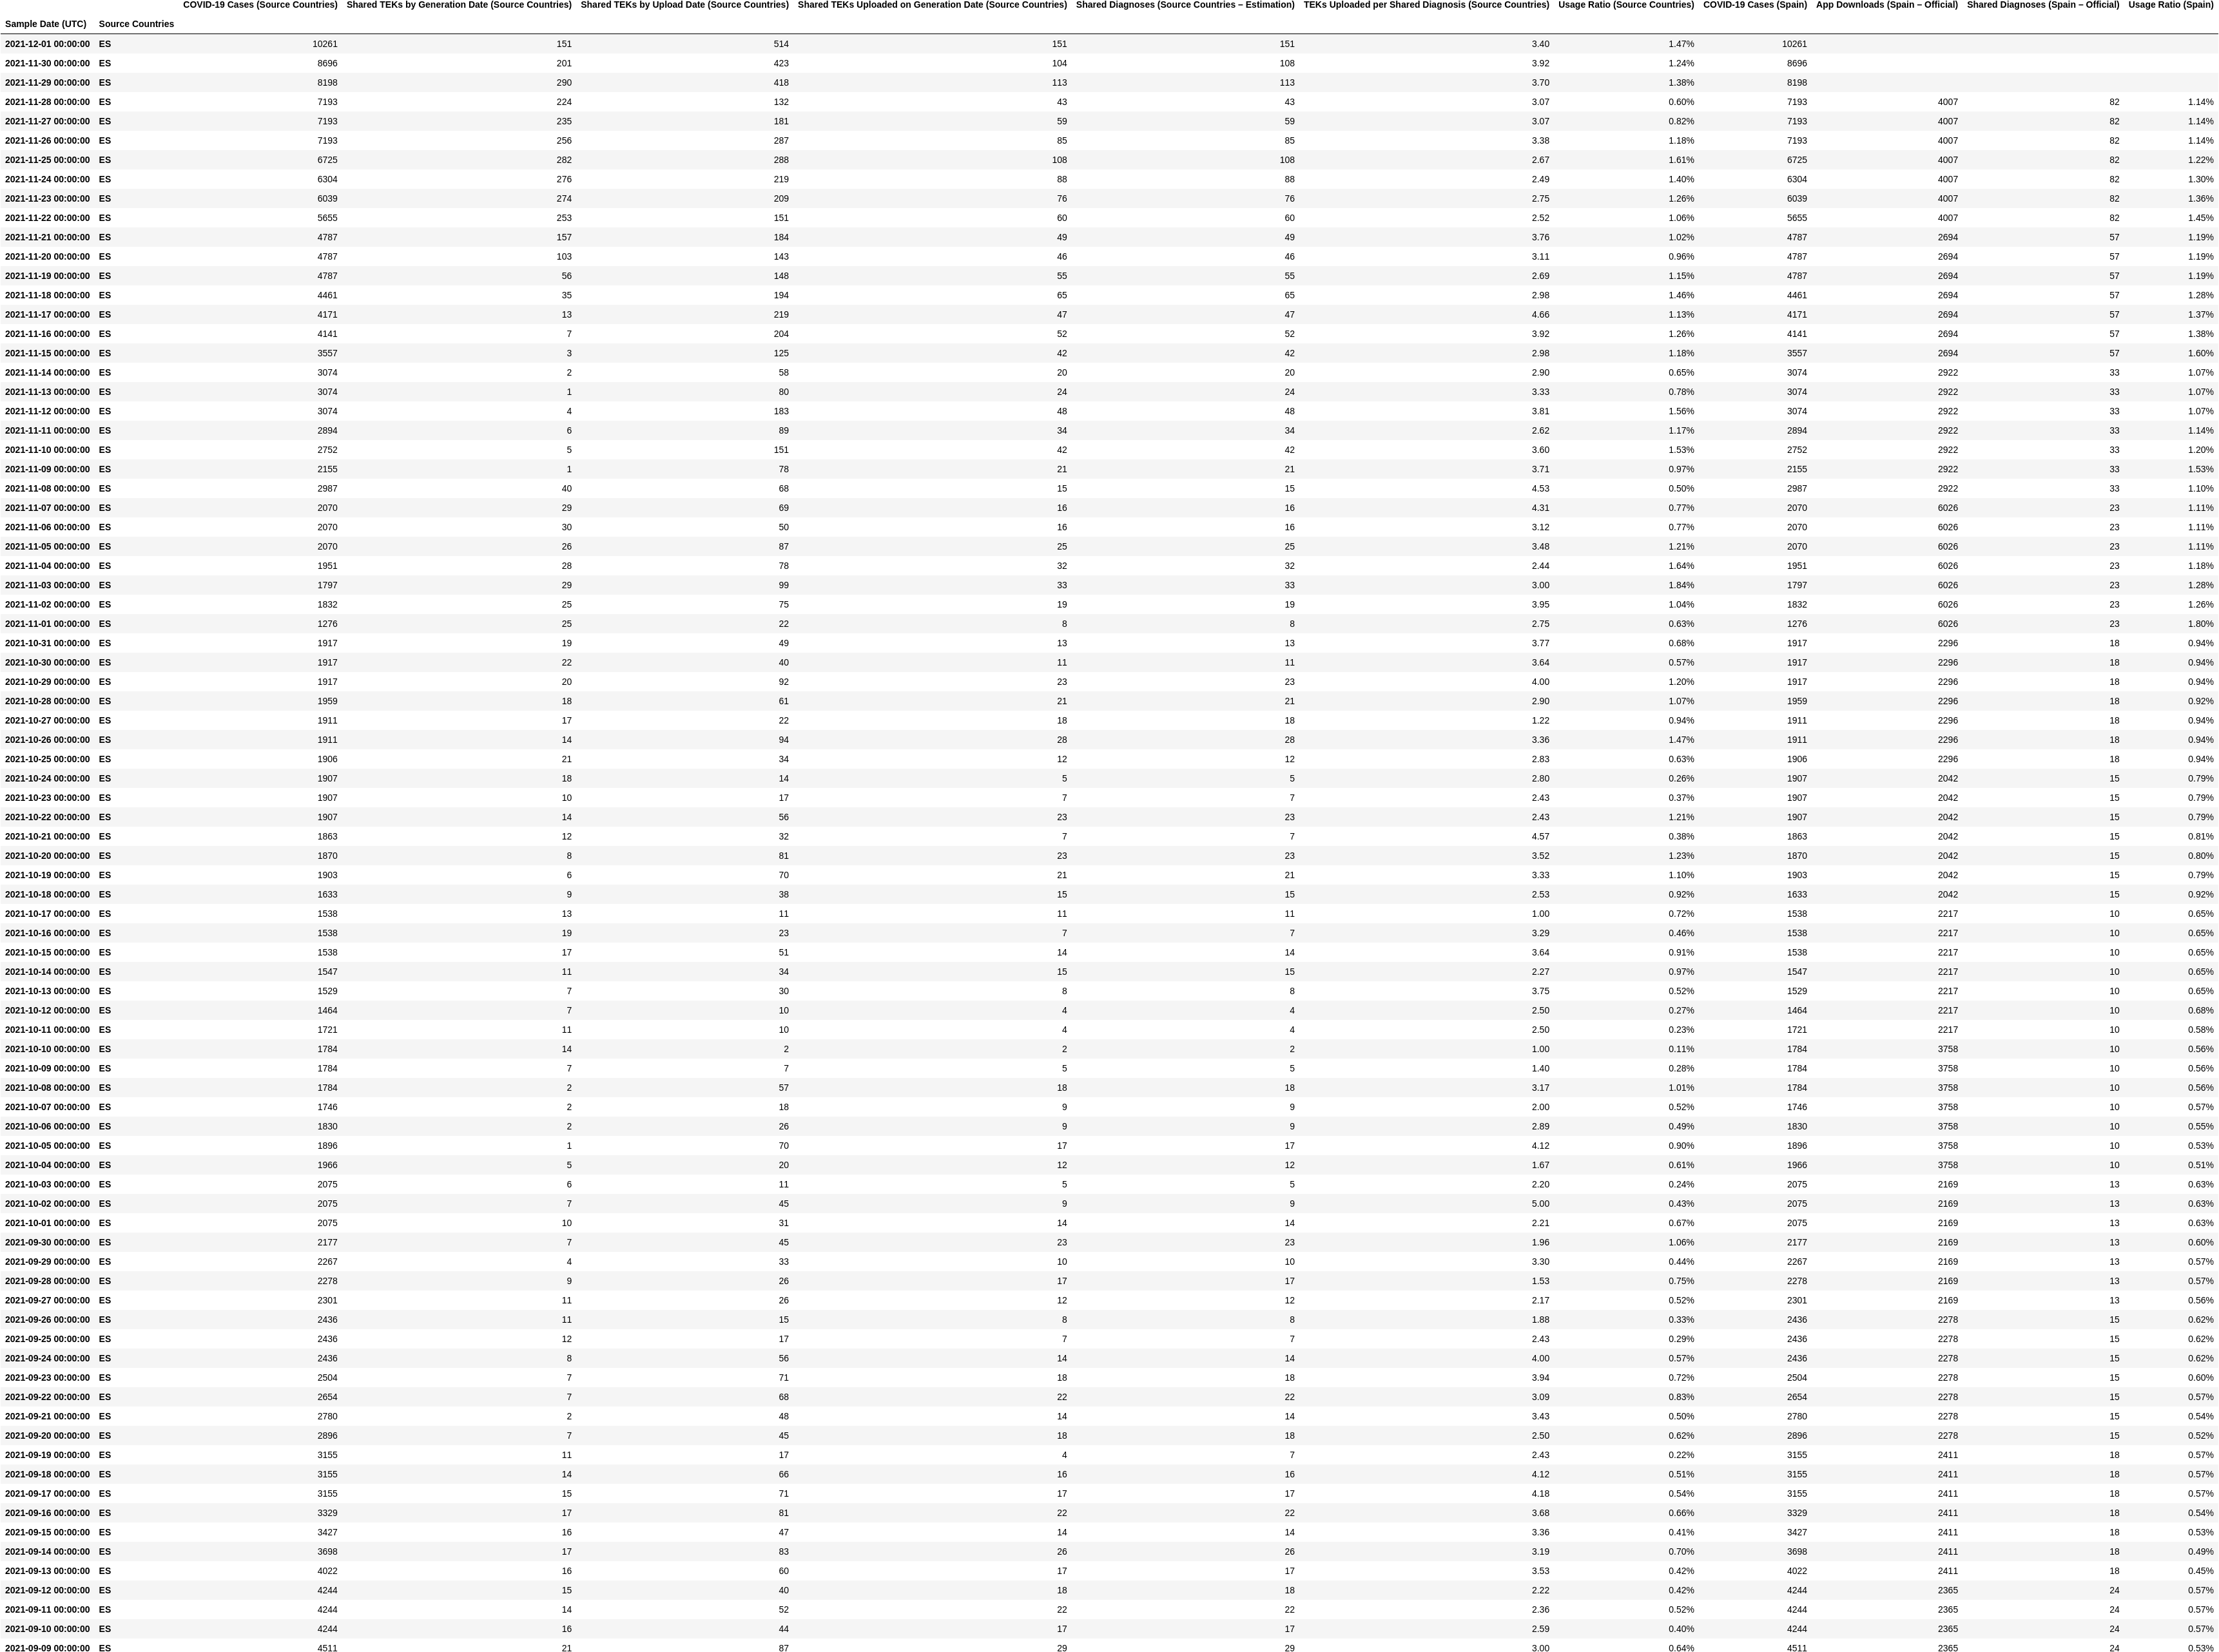 COVID-19 Cases (Source Countries) Shared TEKs by Generation Date (Source Countries) Shared TEKs by Upload Date (Source Countries) Shared TEKs Uploaded on Generation Date (Source Countries) Shared Diagnoses (Source Countries – Estimation) TEKs Uploaded per Shared Diagnosis (Source Countries) Usage Ratio (Source Countries) COVID-19 Cases (Spain) App Downloads (Spain – Official) Shared Diagnoses (Spain – Official) Usage Ratio (Spain)
Sample Date (UTC) Source Countries
2021-12-01 00:00:00 ES 10261 151 514 151 151 3.40 1.47% 10261
2021-11-30 00:00:00 ES 8696 201 423 104 108 3.92 1.24% 8696
2021-11-29 00:00:00 ES 8198 290 418 113 113 3.70 1.38% 8198
2021-11-28 00:00:00 ES 7193 224 132 43 43 3.07 0.60% 7193 4007 82 1.14%
2021-11-27 00:00:00 ES 7193 235 181 59 59 3.07 0.82% 7193 4007 82 1.14%
2021-11-26 00:00:00 ES 7193 256 287 85 85 3.38 1.18% 7193 4007 82 1.14%
2021-11-25 00:00:00 ES 6725 282 288 108 108 2.67 1.61% 6725 4007 82 1.22%
2021-11-24 00:00:00 ES 6304 276 219 88 88 2.49 1.40% 6304 4007 82 1.30%
2021-11-23 00:00:00 ES 6039 274 209 76 76 2.75 1.26% 6039 4007 82 1.36%
2021-11-22 00:00:00 ES 5655 253 151 60 60 2.52 1.06% 5655 4007 82 1.45%
2021-11-21 00:00:00 ES 4787 157 184 49 49 3.76 1.02% 4787 2694 57 1.19%
2021-11-20 00:00:00 ES 4787 103 143 46 46 3.11 0.96% 4787 2694 57 1.19%
2021-11-19 00:00:00 ES 4787 56 148 55 55 2.69 1.15% 4787 2694 57 1.19%
2021-11-18 00:00:00 ES 4461 35 194 65 65 2.98 1.46% 4461 2694 57 1.28%
2021-11-17 00:00:00 ES 4171 13 219 47 47 4.66 1.13% 4171 2694 57 1.37%
2021-11-16 00:00:00 ES 4141 7 204 52 52 3.92 1.26% 4141 2694 57 1.38%
2021-11-15 00:00:00 ES 3557 3 125 42 42 2.98 1.18% 3557 2694 57 1.60%
2021-11-14 00:00:00 ES 3074 2 58 20 20 2.90 0.65% 3074 2922 33 1.07%
2021-11-13 00:00:00 ES 3074 1 80 24 24 3.33 0.78% 3074 2922 33 1.07%
2021-11-12 00:00:00 ES 3074 4 183 48 48 3.81 1.56% 3074 2922 33 1.07%
2021-11-11 00:00:00 ES 2894 6 89 34 34 2.62 1.17% 2894 2922 33 1.14%
2021-11-10 00:00:00 ES 2752 5 151 42 42 3.60 1.53% 2752 2922 33 1.20%
2021-11-09 00:00:00 ES 2155 1 78 21 21 3.71 0.97% 2155 2922 33 1.53%
2021-11-08 00:00:00 ES 2987 40 68 15 15 4.53 0.50% 2987 2922 33 1.10%
2021-11-07 00:00:00 ES 2070 29 69 16 16 4.31 0.77% 2070 6026 23 1.11%
2021-11-06 00:00:00 ES 2070 30 50 16 16 3.12 0.77% 2070 6026 23 1.11%
2021-11-05 00:00:00 ES 2070 26 87 25 25 3.48 1.21% 2070 6026 23 1.11%
2021-11-04 00:00:00 ES 1951 28 78 32 32 2.44 1.64% 1951 6026 23 1.18%
2021-11-03 00:00:00 ES 1797 29 99 33 33 3.00 1.84% 1797 6026 23 1.28%
2021-11-02 00:00:00 ES 1832 25 75 19 19 3.95 1.04% 1832 6026 23 1.26%
2021-11-01 00:00:00 ES 1276 25 22 8 8 2.75 0.63% 1276 6026 23 1.80%
2021-10-31 00:00:00 ES 1917 19 49 13 13 3.77 0.68% 1917 2296 18 0.94%
2021-10-30 00:00:00 ES 1917 22 40 11 11 3.64 0.57% 1917 2296 18 0.94%
2021-10-29 00:00:00 ES 1917 20 92 23 23 4.00 1.20% 1917 2296 18 0.94%
2021-10-28 00:00:00 ES 1959 18 61 21 21 2.90 1.07% 1959 2296 18 0.92%
2021-10-27 00:00:00 ES 1911 17 22 18 18 1.22 0.94% 1911 2296 18 0.94%
2021-10-26 00:00:00 ES 1911 14 94 28 28 3.36 1.47% 1911 2296 18 0.94%
2021-10-25 00:00:00 ES 1906 21 34 12 12 2.83 0.63% 1906 2296 18 0.94%
2021-10-24 00:00:00 ES 1907 18 14 5 5 2.80 0.26% 1907 2042 15 0.79%
2021-10-23 00:00:00 ES 1907 10 17 7 7 2.43 0.37% 1907 2042 15 0.79%
2021-10-22 00:00:00 ES 1907 14 56 23 23 2.43 1.21% 1907 2042 15 0.79%
2021-10-21 00:00:00 ES 1863 12 32 7 7 4.57 0.38% 1863 2042 15 0.81%
2021-10-20 00:00:00 ES 1870 8 81 23 23 3.52 1.23% 1870 2042 15 0.80%
2021-10-19 00:00:00 ES 1903 6 70 21 21 3.33 1.10% 1903 2042 15 0.79%
2021-10-18 00:00:00 ES 1633 9 38 15 15 2.53 0.92% 1633 2042 15 0.92%
2021-10-17 00:00:00 ES 1538 13 11 11 11 1.00 0.72% 1538 2217 10 0.65%
2021-10-16 00:00:00 ES 1538 19 23 7 7 3.29 0.46% 1538 2217 10 0.65%
2021-10-15 00:00:00 ES 1538 17 51 14 14 3.64 0.91% 1538 2217 10 0.65%
2021-10-14 00:00:00 ES 1547 11 34 15 15 2.27 0.97% 1547 2217 10 0.65%
2021-10-13 00:00:00 ES 1529 7 30 8 8 3.75 0.52% 1529 2217 10 0.65%
2021-10-12 00:00:00 ES 1464 7 10 4 4 2.50 0.27% 1464 2217 10 0.68%
2021-10-11 00:00:00 ES 1721 11 10 4 4 2.50 0.23% 1721 2217 10 0.58%
2021-10-10 00:00:00 ES 1784 14 2 2 2 1.00 0.11% 1784 3758 10 0.56%
2021-10-09 00:00:00 ES 1784 7 7 5 5 1.40 0.28% 1784 3758 10 0.56%
2021-10-08 00:00:00 ES 1784 2 57 18 18 3.17 1.01% 1784 3758 10 0.56%
2021-10-07 00:00:00 ES 1746 2 18 9 9 2.00 0.52% 1746 3758 10 0.57%
2021-10-06 00:00:00 ES 1830 2 26 9 9 2.89 0.49% 1830 3758 10 0.55%
2021-10-05 00:00:00 ES 1896 1 70 17 17 4.12 0.90% 1896 3758 10 0.53%
2021-10-04 00:00:00 ES 1966 5 20 12 12 1.67 0.61% 1966 3758 10 0.51%
2021-10-03 00:00:00 ES 2075 6 11 5 5 2.20 0.24% 2075 2169 13 0.63%
2021-10-02 00:00:00 ES 2075 7 45 9 9 5.00 0.43% 2075 2169 13 0.63%
2021-10-01 00:00:00 ES 2075 10 31 14 14 2.21 0.67% 2075 2169 13 0.63%
2021-09-30 00:00:00 ES 2177 7 45 23 23 1.96 1.06% 2177 2169 13 0.60%
2021-09-29 00:00:00 ES 2267 4 33 10 10 3.30 0.44% 2267 2169 13 0.57%
2021-09-28 00:00:00 ES 2278 9 26 17 17 1.53 0.75% 2278 2169 13 0.57%
2021-09-27 00:00:00 ES 2301 11 26 12 12 2.17 0.52% 2301 2169 13 0.56%
2021-09-26 00:00:00 ES 2436 11 15 8 8 1.88 0.33% 2436 2278 15 0.62%
2021-09-25 00:00:00 ES 2436 12 17 7 7 2.43 0.29% 2436 2278 15 0.62%
2021-09-24 00:00:00 ES 2436 8 56 14 14 4.00 0.57% 2436 2278 15 0.62%
2021-09-23 00:00:00 ES 2504 7 71 18 18 3.94 0.72% 2504 2278 15 0.60%
2021-09-22 00:00:00 ES 2654 7 68 22 22 3.09 0.83% 2654 2278 15 0.57%
2021-09-21 00:00:00 ES 2780 2 48 14 14 3.43 0.50% 2780 2278 15 0.54%
2021-09-20 00:00:00 ES 2896 7 45 18 18 2.50 0.62% 2896 2278 15 0.52%
2021-09-19 00:00:00 ES 3155 11 17 4 7 2.43 0.22% 3155 2411 18 0.57%
2021-09-18 00:00:00 ES 3155 14 66 16 16 4.12 0.51% 3155 2411 18 0.57%
2021-09-17 00:00:00 ES 3155 15 71 17 17 4.18 0.54% 3155 2411 18 0.57%
2021-09-16 00:00:00 ES 3329 17 81 22 22 3.68 0.66% 3329 2411 18 0.54%
2021-09-15 00:00:00 ES 3427 16 47 14 14 3.36 0.41% 3427 2411 18 0.53%
2021-09-14 00:00:00 ES 3698 17 83 26 26 3.19 0.70% 3698 2411 18 0.49%
2021-09-13 00:00:00 ES 4022 16 60 17 17 3.53 0.42% 4022 2411 18 0.45%
2021-09-12 00:00:00 ES 4244 15 40 18 18 2.22 0.42% 4244 2365 24 0.57%
2021-09-11 00:00:00 ES 4244 14 52 22 22 2.36 0.52% 4244 2365 24 0.57%
2021-09-10 00:00:00 ES 4244 16 44 17 17 2.59 0.40% 4244 2365 24 0.57%
2021-09-09 00:00:00 ES 4511 21 87 29 29 3.00 0.64% 4511 2365 24 0.53%